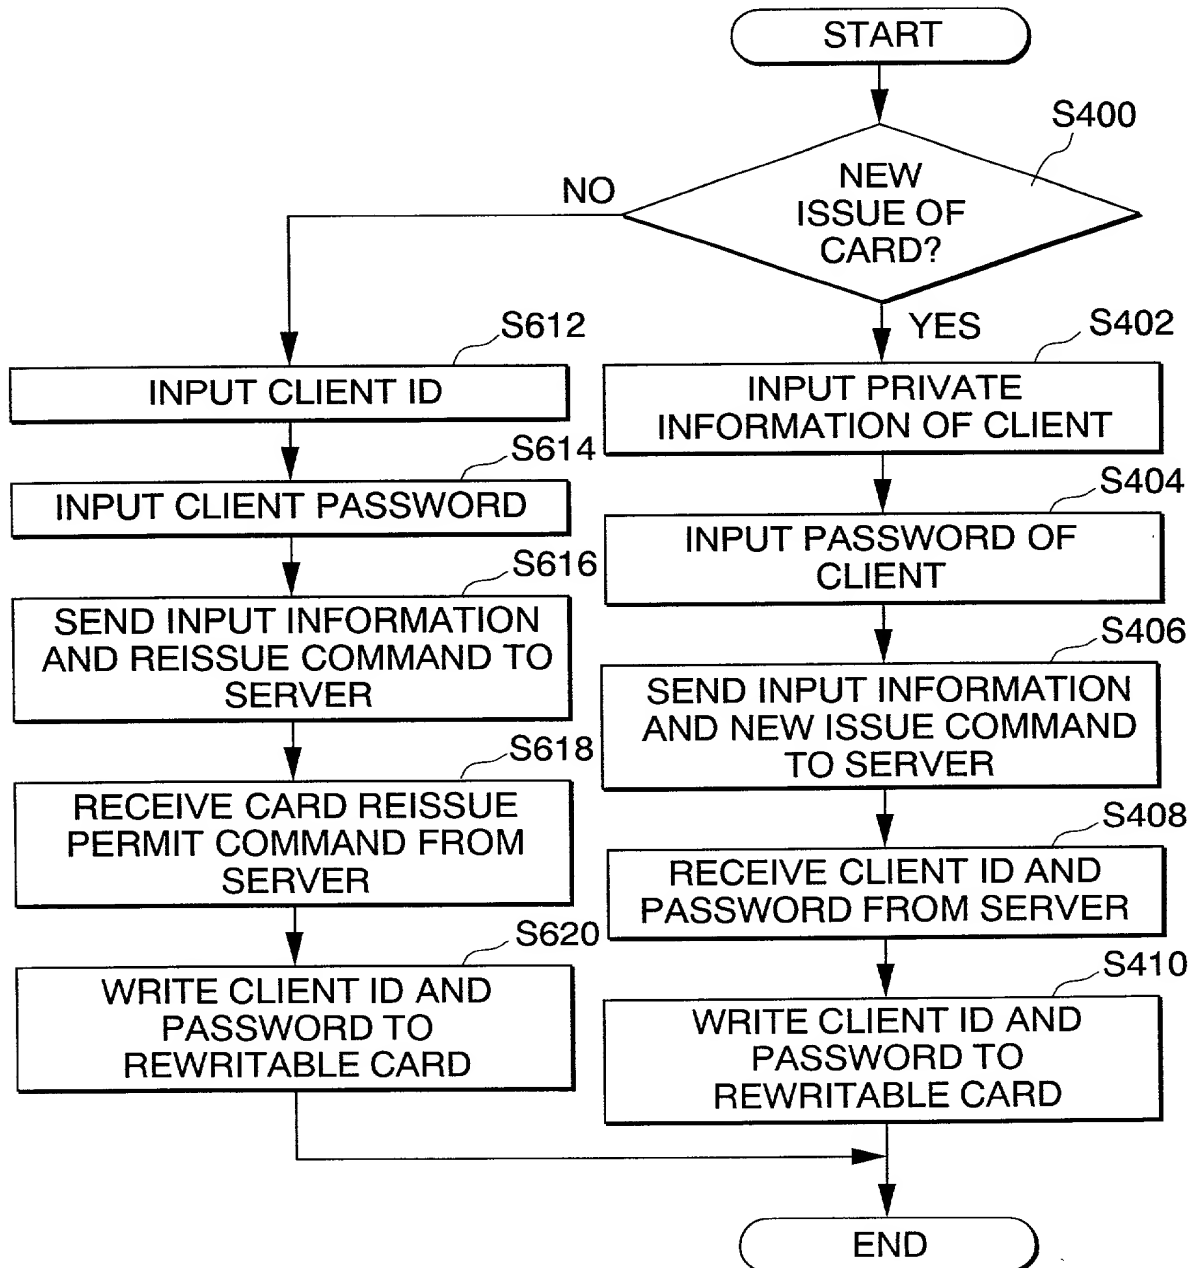 START
S400
NEW
ISSUE OF
CARD?
NO
YES
S612
INPUT CLIENT ID
S614
INPUT CLIENT PASSWORD
S616
SEND INPUT INFORMATION
AND REISSUE COMMAND TO
SERVER
S618
RECEIVE CARD REISSUE
PERMIT COMMAND FROM
SERVER
S620
WRITE CLIENT ID AND
PASSWORD TO
REWRITABLE CARD
S402
INPUT PRIVATE
INFORMATION OF CLIENT
S404
INPUT PASSWORD OF
CLIENT
S406
SEND INPUT INFORMATION
AND NEW ISSUE COMMAND
TO SERVER
S408
RECEIVE CLIENT ID AND
PASSWORD FROM SERVER
S410
WRITE CLIENT ID AND
PASSWORD TO
REWRITABLE CARD
END